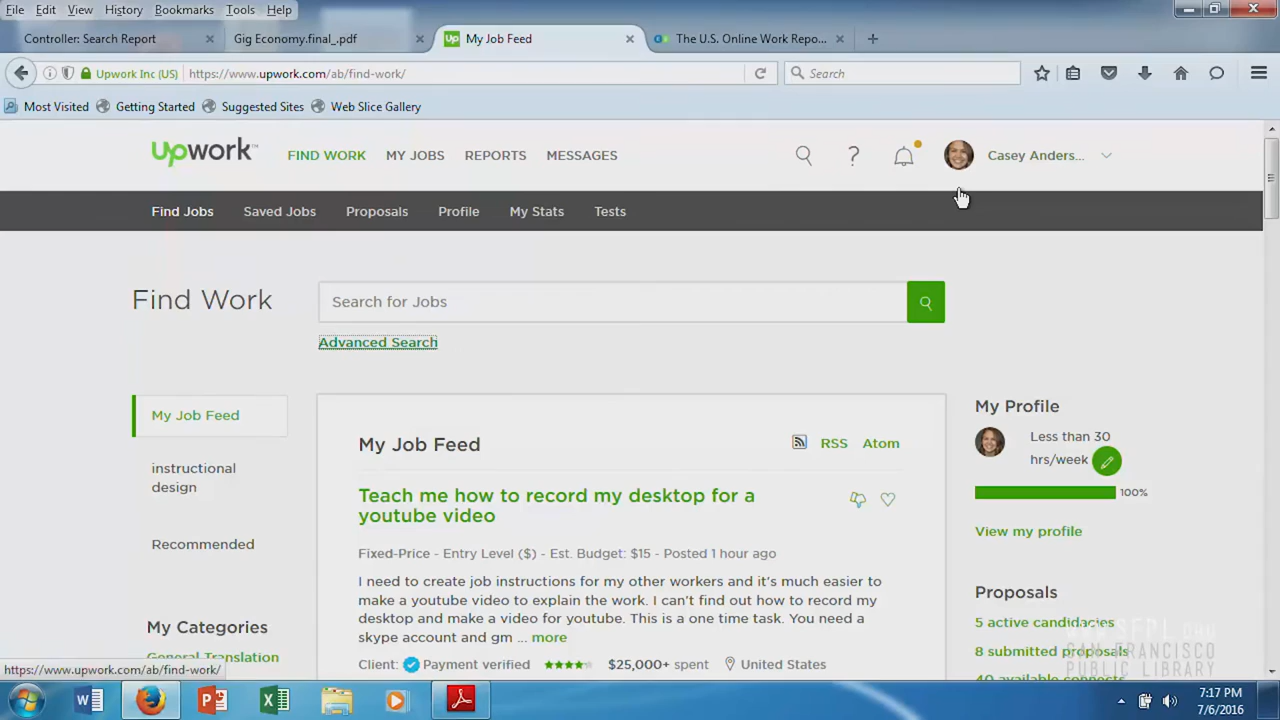 File Edit View History Bookmarks Tools Help
Controller: Search Report × Gig Economy.final_.pdf × Up My Job Feed × The U.S. Online Work Repo... × +
Upwork Inc (US) https://www.upwork.com/ab/find-work/ Search
Most Visited Getting Started Suggested Sites Web Slice Gallery
upwork™ FIND WORK MY JOBS REPORTS MESSAGES ? Casey Anders...
Find Jobs Saved Jobs Proposals Profile My Stats Tests
Find Work Search for Jobs
Advanced Search
My Job Feed
instructional
design
Recommended
My Categories
General Translation
My Job Feed RSS Atom
Teach me how to record my desktop for a
youtube video
Fixed-Price - Entry Level ($) - Est. Budget: $15 - Posted 1 hour ago
I need to create job instructions for my other workers and it's much easier to
make a youtube video to explain the work. I can't find out how to record my
desktop and make a video for youtube. This is a one time task. You need a
skype account and gm ... more
Client: Payment verified $25,000+ spent United States
My Profile
Less than 30
hrs/week
100%
View my profile
Proposals
5 active candidacies
8 submitted proposals
40 available connects
WWW.SFPL.ORG
SAN FRANCISCO
PUBLIC LIBRARY
https://www.upwork.com/ab/find-work/
7:17 PM
7/6/2016